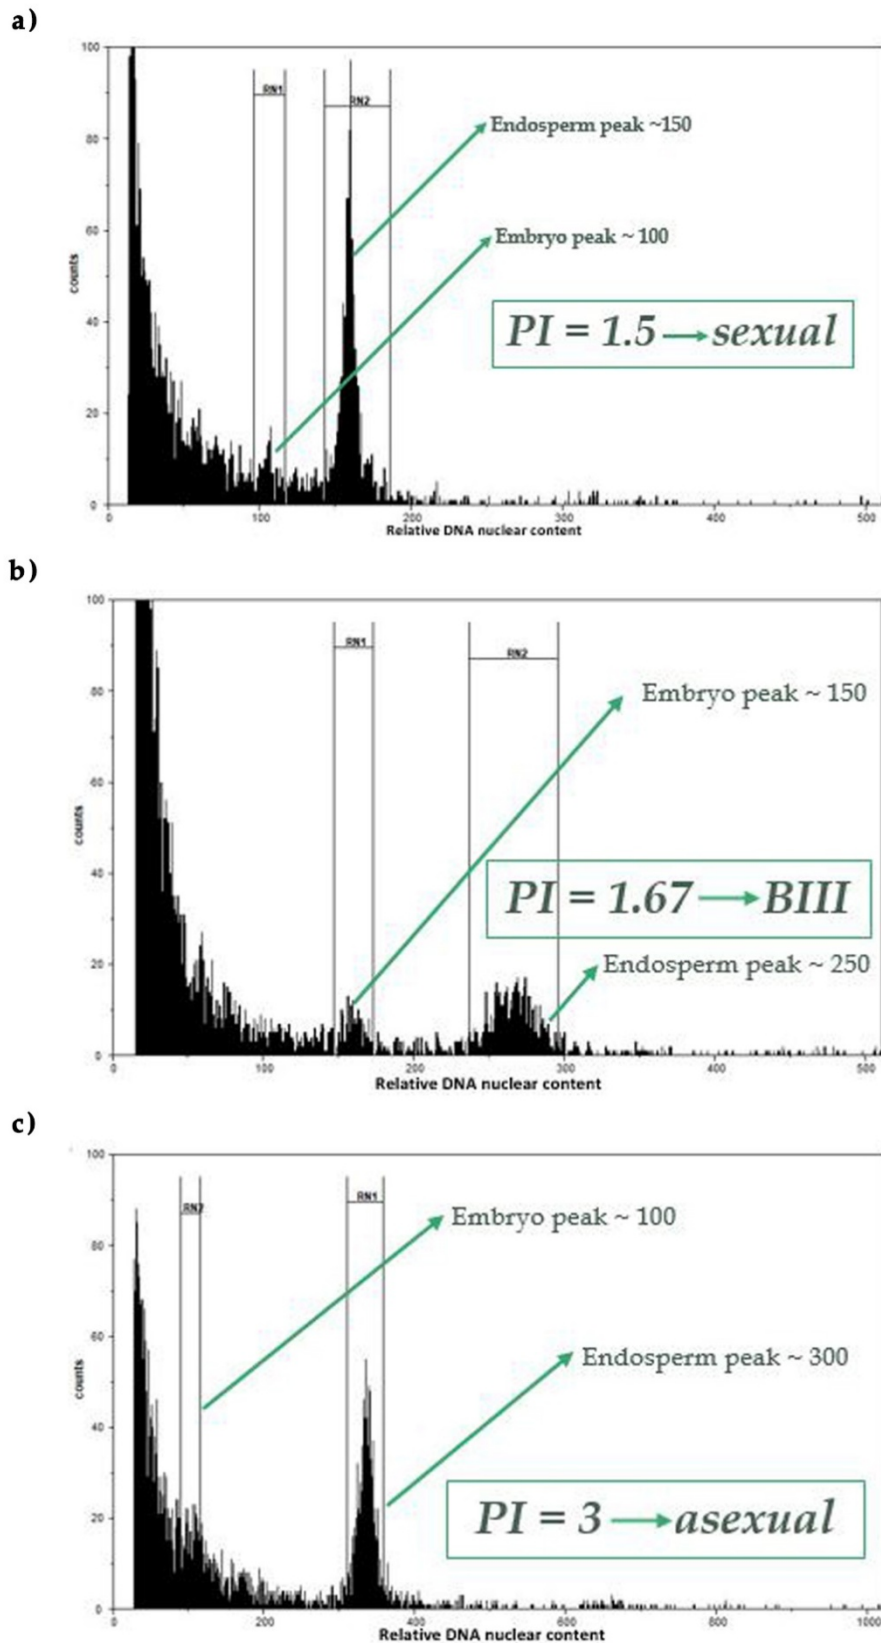 a)
100
RN1
RN2
Endosperm peak ~150
80
Embryo peak ~ 100
60
counts
PI = 1.5 → sexual
40
20
0
100 200 300 400 500
Relative DNA nuclear content
b)
100
RN1
RN2
Embryo peak ~ 150
80
60
counts
PI = 1.67 → BIII
40
Endosperm peak ~ 250
20
0
0 100 200 300 400 500
Relative DNA nuclear content
c)
100
RN2
RN1
Embryo peak ~ 100
80
60
Endosperm peak ~ 300
counts
40
PI = 3 → asexual
20
0
0 200 400 600 800 1000
Relative DNA nuclear content